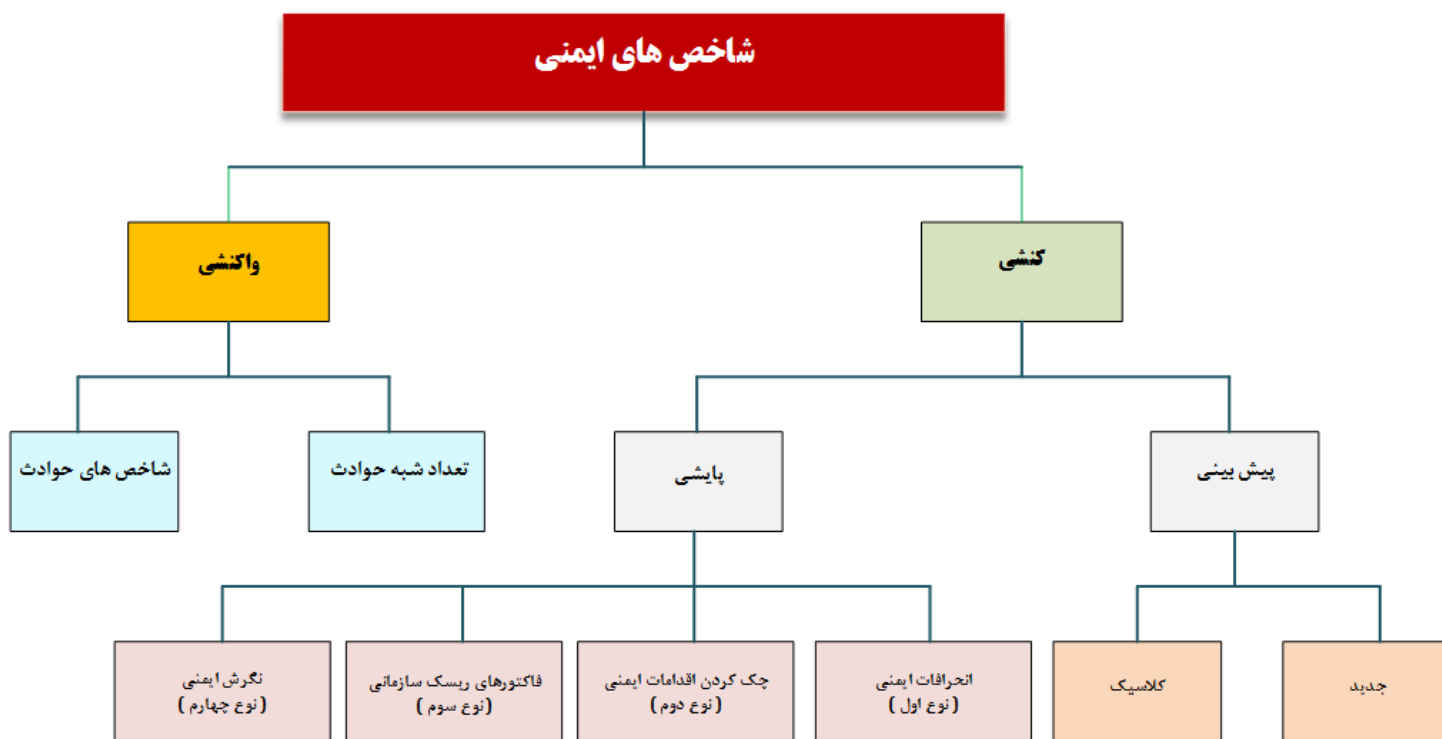 شاخص های ایمنی
کنشی
واکنشی
پیش بینی
پایشی
تعداد شبه حوادث
شاخص های حوادث
جدید
کلاسیک
انحرافات ایمنی
( نوع اول )
چک کردن اقدامات ایمنی
( نوع دوم )
فاکتورهای ریسک سازمانی
(نوع سوم )
نگرش ایمنی
( نوع چهارم )